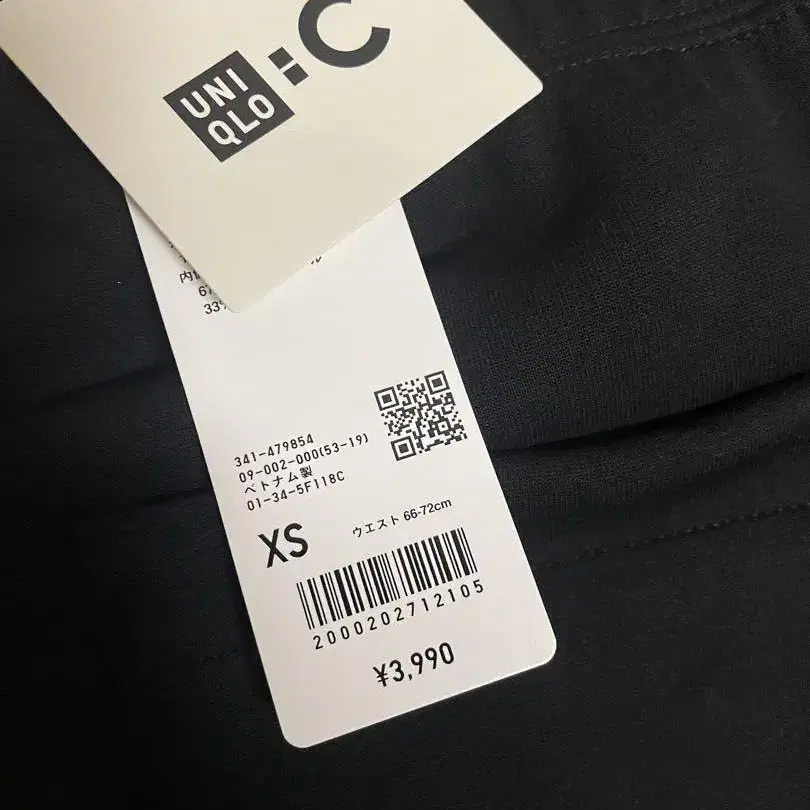 UNI
QLO
:C
341-479854
09-002-000(53-19)
ベトナム製
01-34-5F118C
XS ウエスト 66-72cm
2000202712105
¥3,990